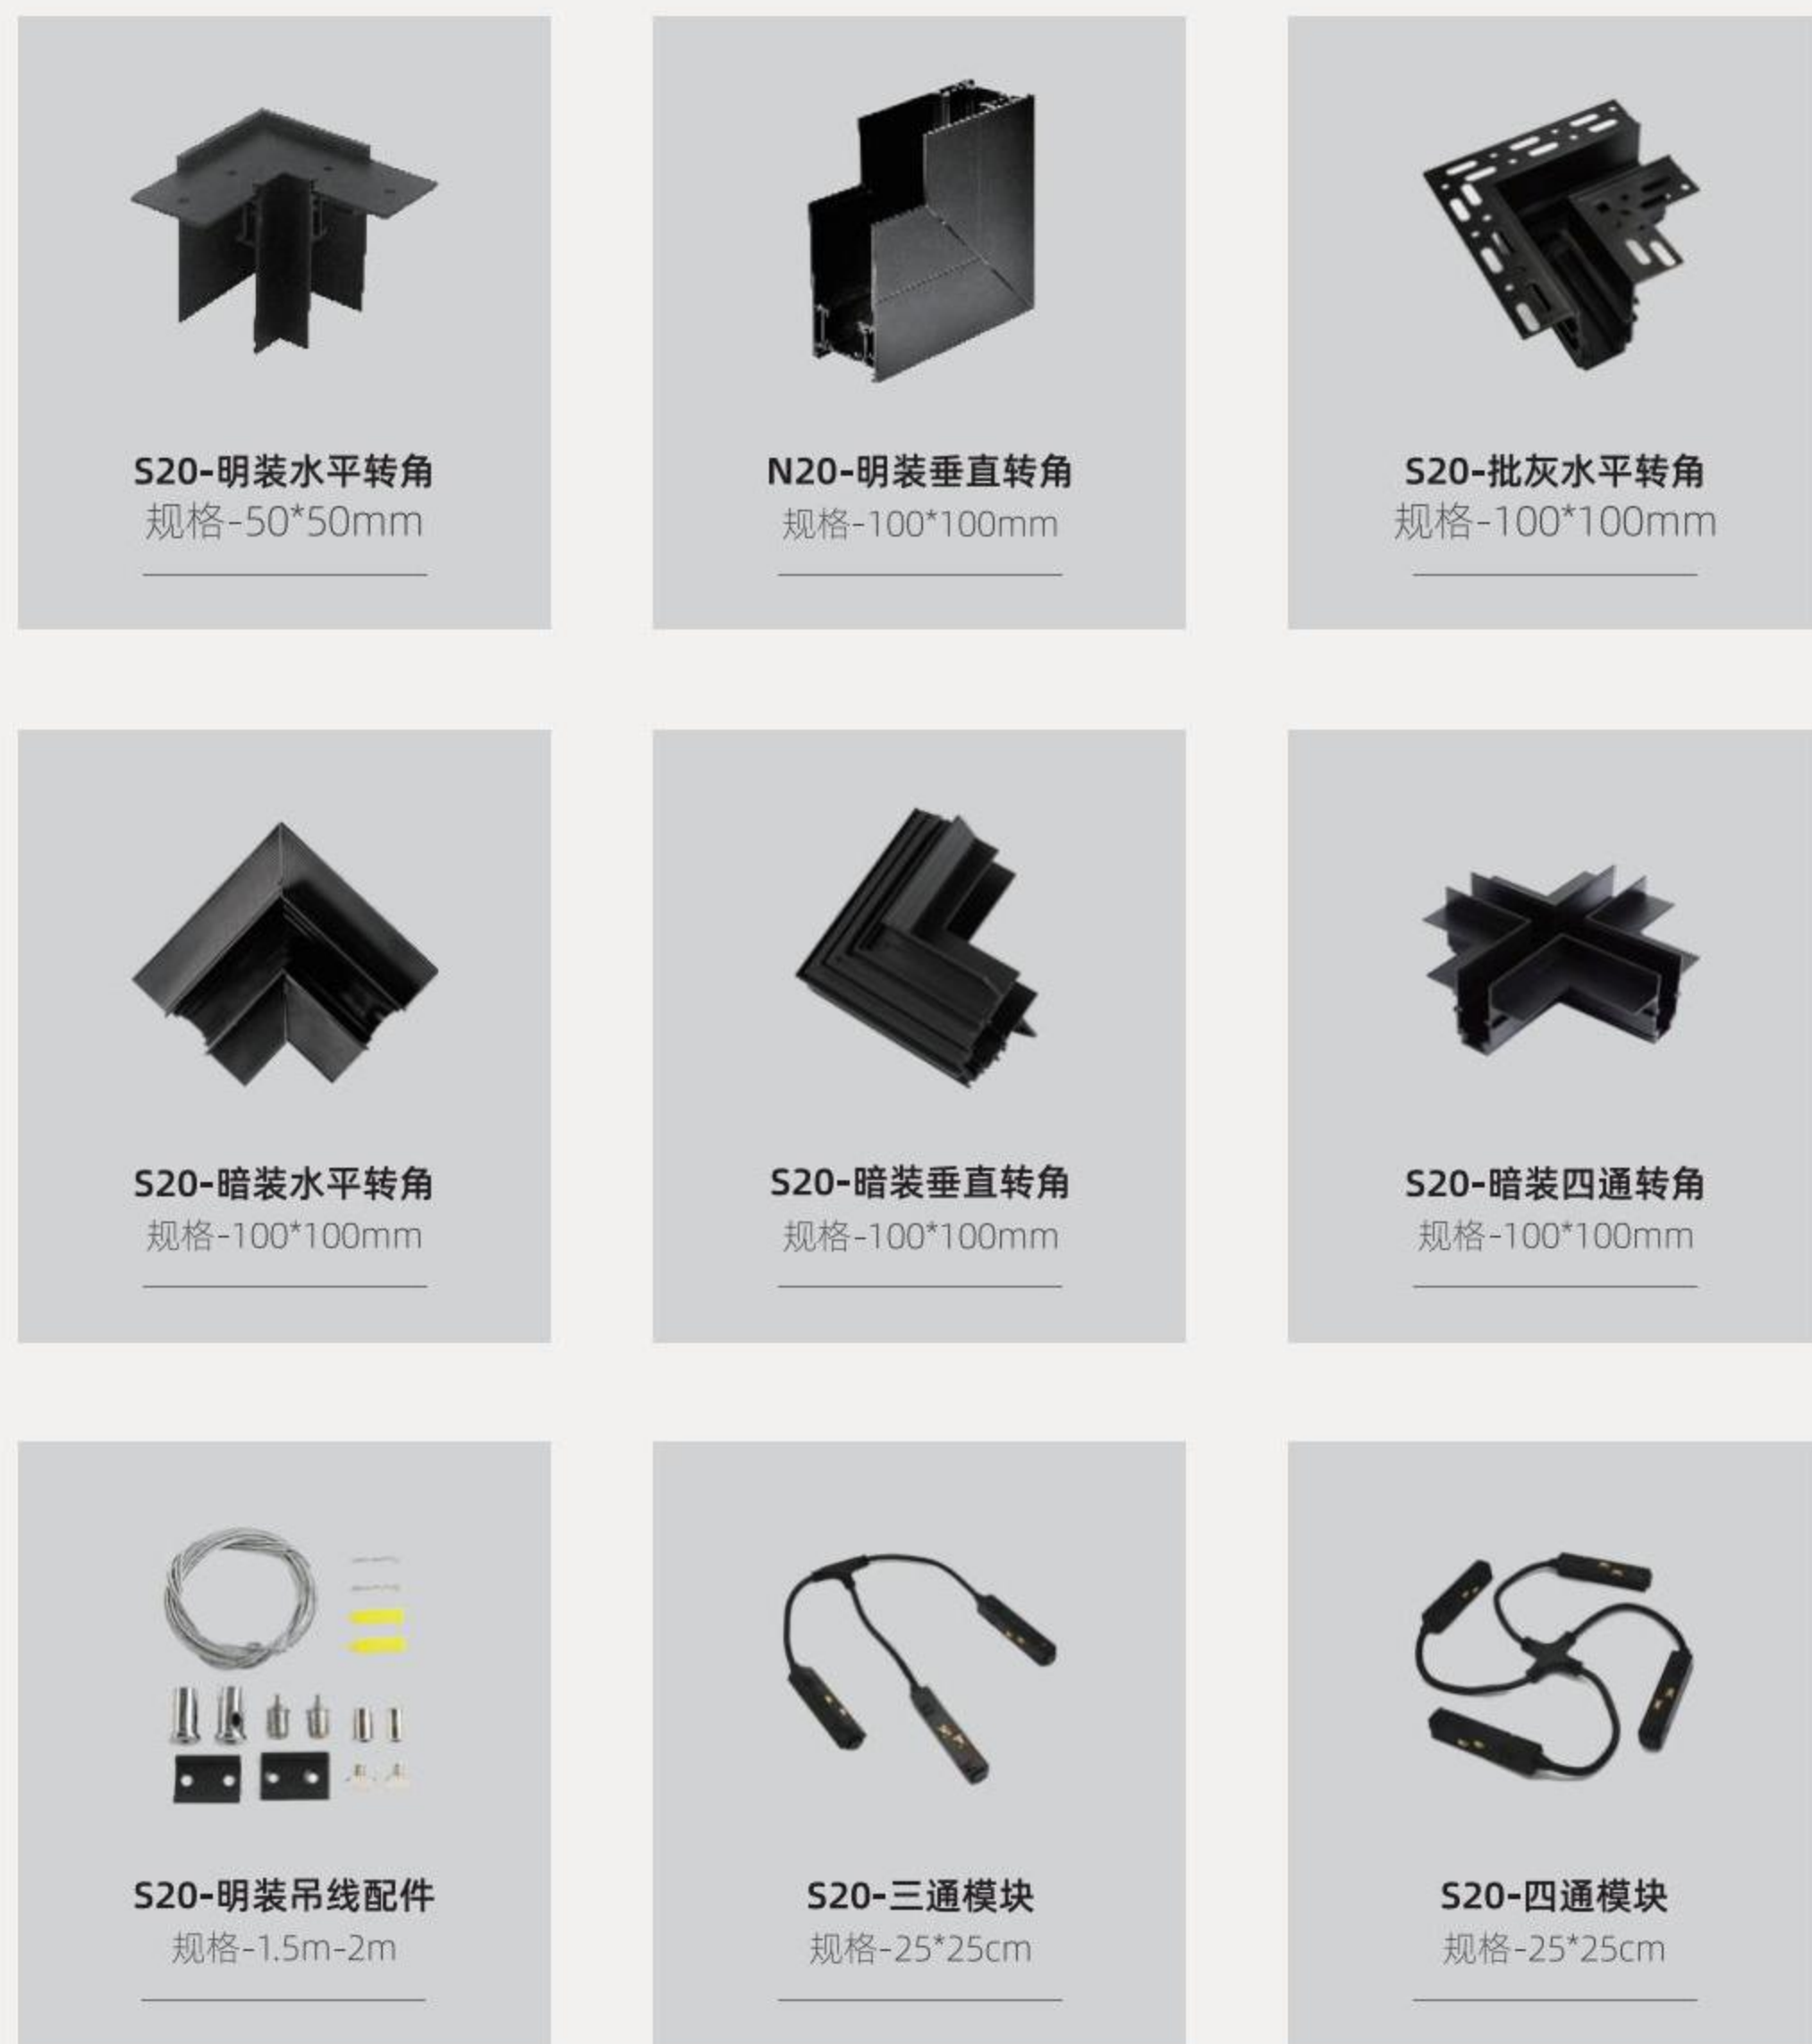 S20-明装水平转角
规格-50*50mm
N20-明装垂直转角
规格-100*100mm
S20-批灰水平转角
规格-100*100mm
S20-暗装水平转角
规格-100*100mm
S20-暗装垂直转角
规格-100*100mm
S20-暗装四通转角
规格-100*100mm
S20-明装吊线配件
规格-1.5m-2m
S20-三通模块
规格-25*25cm
S20-四通模块
规格-25*25cm